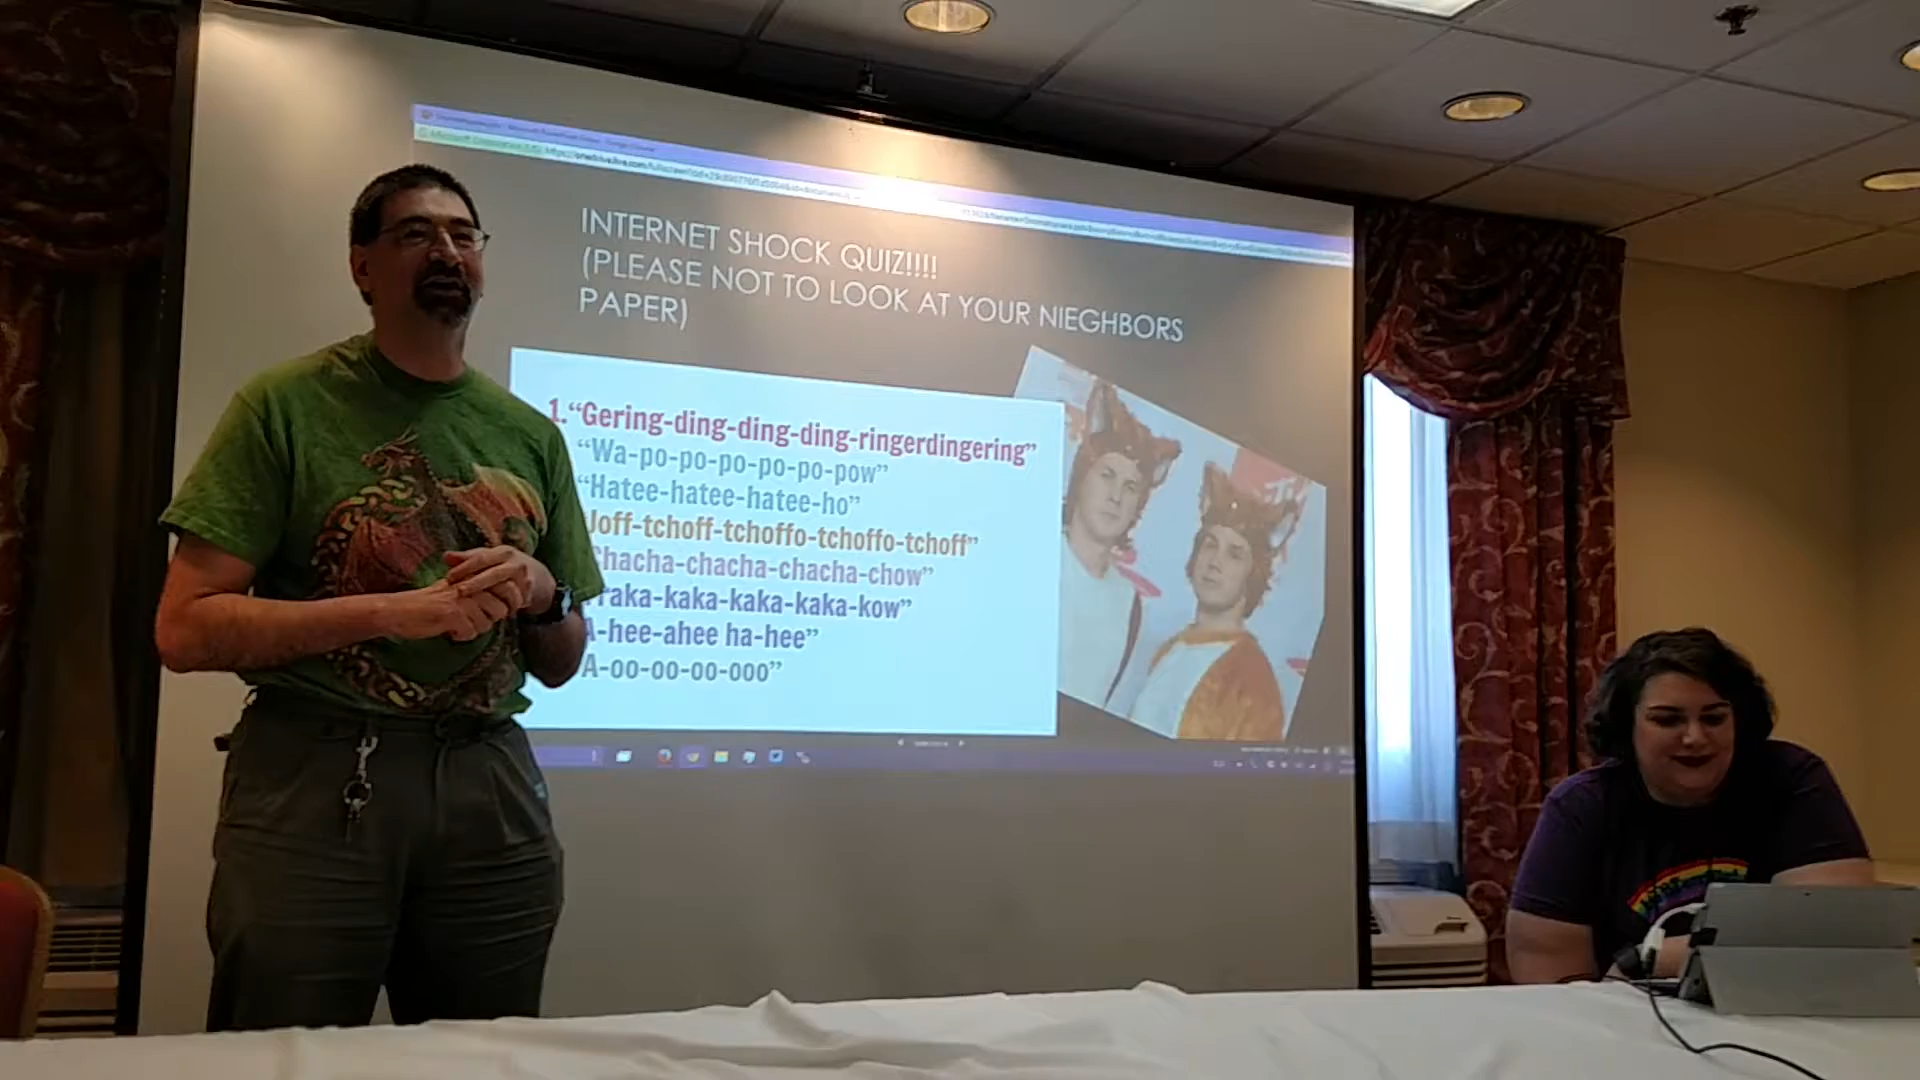 INTERNET SHOCK QUIZ!!!!
(PLEASE NOT TO LOOK AT YOUR NIEGHBORS
PAPER)
1.“Gering-ding-ding-ding-ringerdingering”
“Wa-po-po-po-po-po-pow”
“Hatee-hatee-hatee-ho”
Joff-tchoff-tchoffo-tchoffo-tchoff”
chacha-chacha-chow”
kaka-kaka-kaka-kow”
A-hee-ahee ha-hee”
A-oo-oo-oo-ooo”